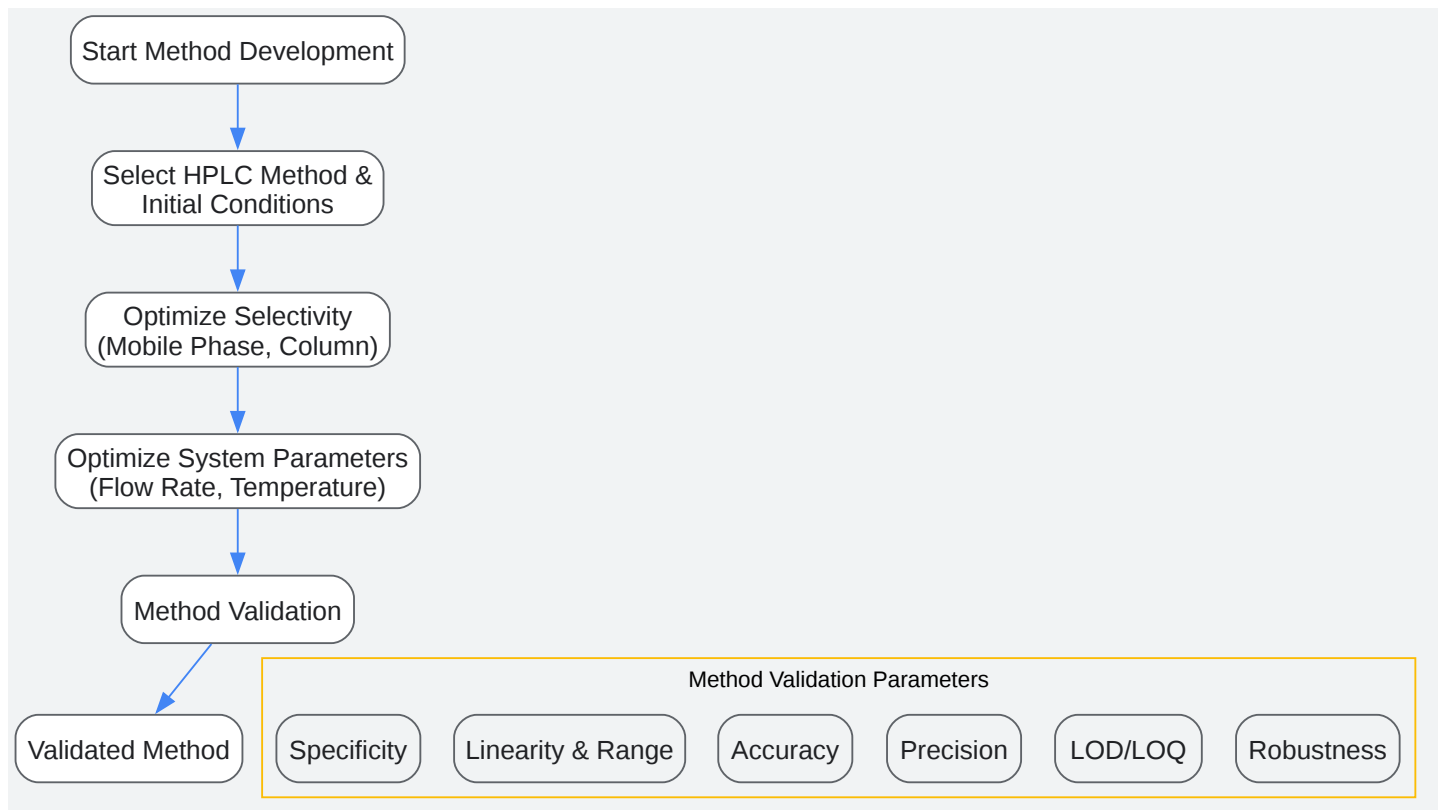 Start Method Development
Select HPLC Method &
Initial Conditions
Optimize Selectivity
(Mobile Phase, Column)
Optimize System Parameters
(Flow Rate, Temperature)
Method Validation
Method Validation Parameters
Validated Method
Specificity
Linearity & Range
Accuracy
Precision
LOD/LOQ
Robustness